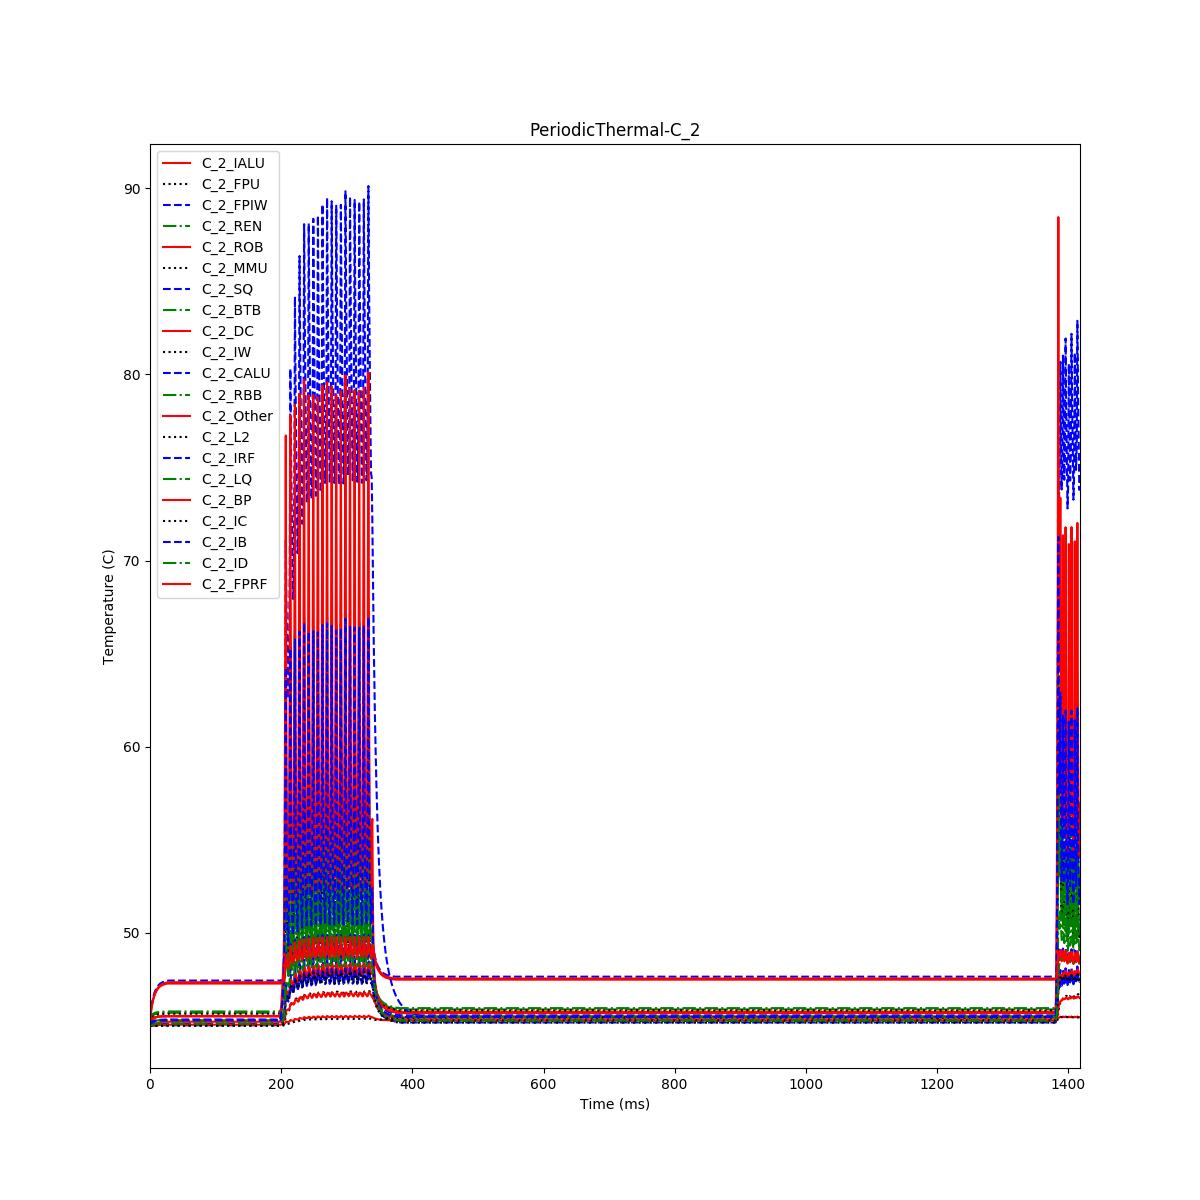 PeriodicThermal-C_2
C_2_IALU
C_2_FPU
C_2_FPIW
C_2_REN
C_2_ROB
C_2_MMU
C_2_SQ
C_2_BTB
C_2_DC
C_2_IW
C_2_CALU
C_2_RBB
C_2_Other
C_2_L2
C_2_IRF
C_2_LQ
C_2_BP
C_2_IC
C_2_IB
C_2_ID
C_2_FPRF
90
80
70
60
50
Temperature (C)
0 200 400 600 800 1000 1200 1400
Time (ms)